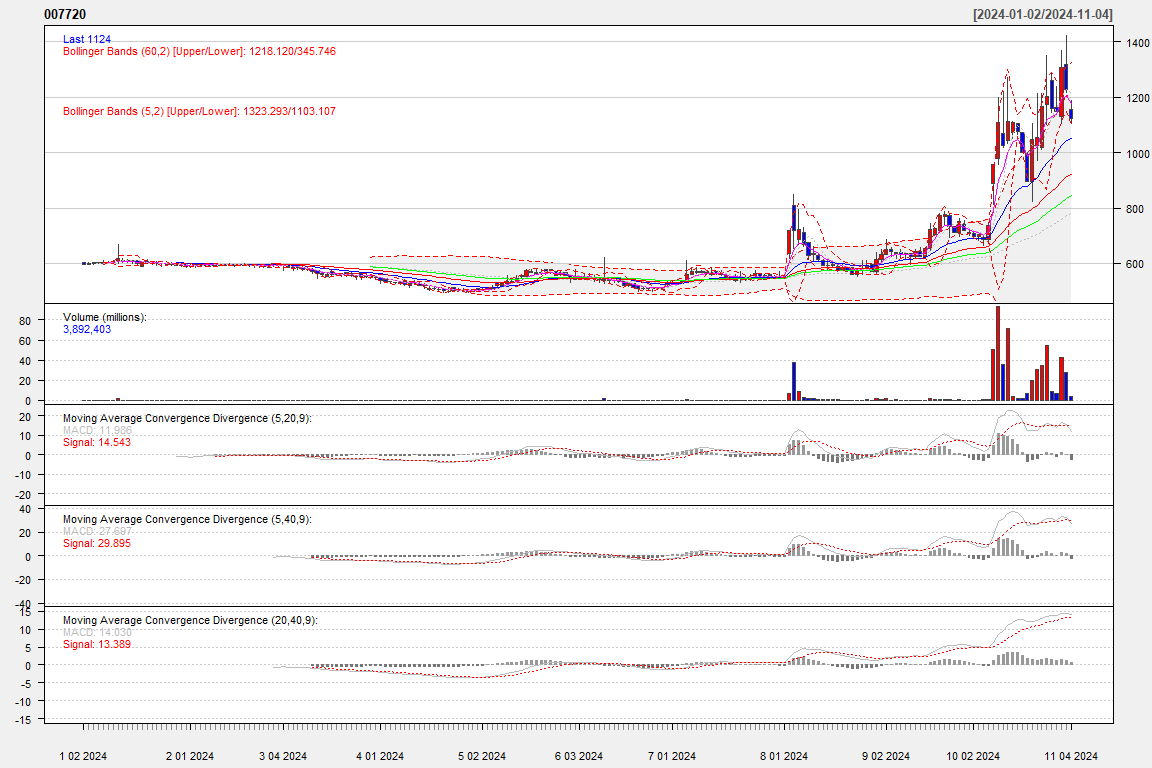 007720
[2024-01-02/2024-11-04]
Last 1124
Bollinger Bands (60,2) [Upper/Lower]: 1218.120/345.746
Bollinger Bands (5,2) [Upper/Lower]: 1323.293/1103.107
1400
1200
1000
800
600
Volume (millions):
3,892,403
80
60
40
20
0
Moving Average Convergence Divergence (5,20,9):
MACD: 11.986
Signal: 14.543
20
10
0
-10
-20
Moving Average Convergence Divergence (5,40,9):
MACD: 27.697
Signal: 29.895
40
20
0
-20
-40
Moving Average Convergence Divergence (20,40,9):
MACD: 14.030
Signal: 13.389
15
10
5
0
-5
-10
-15
1 02 2024
2 01 2024
3 04 2024
4 01 2024
5 02 2024
6 03 2024
7 01 2024
8 01 2024
9 02 2024
10 02 2024
11 04 2024